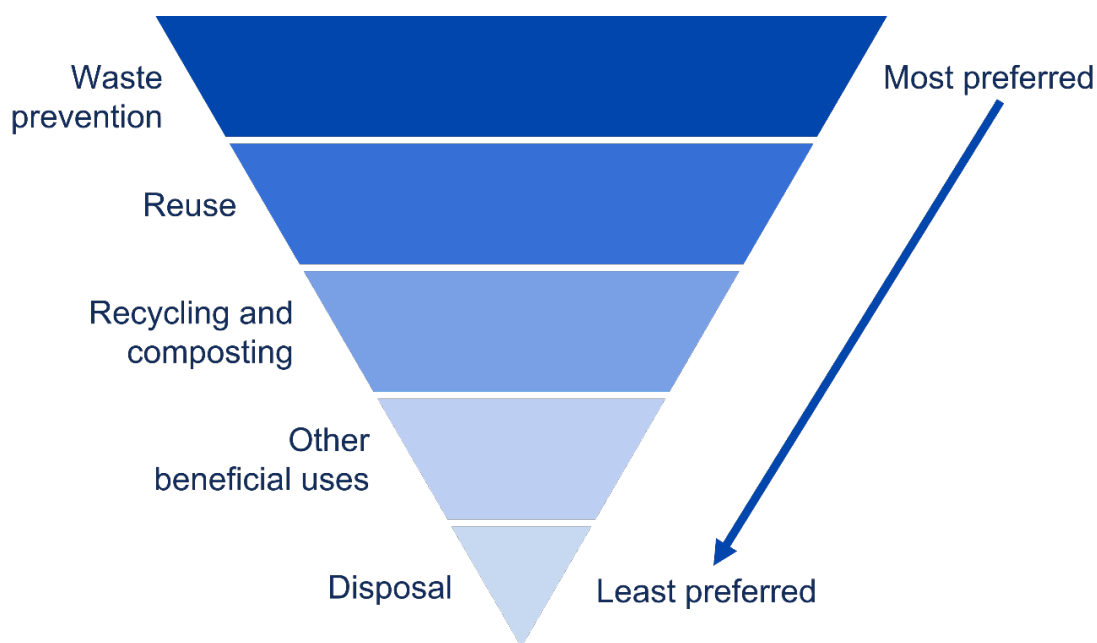 Waste
prevention
Most preferred
Reuse
Recycling and
composting
Other
beneficial uses
Disposal
Least preferred